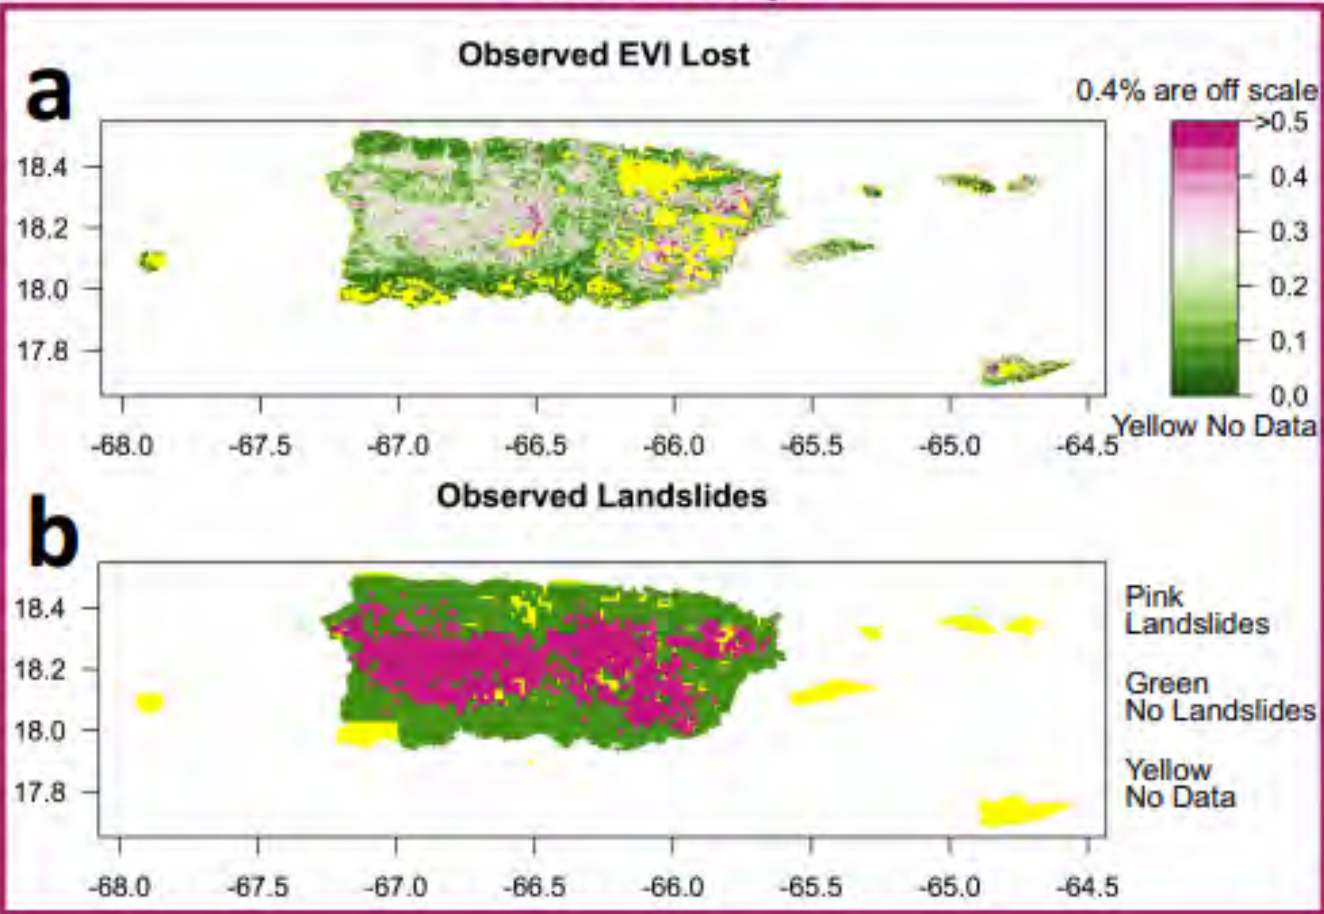 Observed EVI Lost
a
0.4% are off scale
>0.5
0.4
0.3
0.2
0.1
0.0
Yellow No Data
18.4
18.2
18.0
17.8
-68.0 -67.5 -67.0 -66.5 -66.0 -65.5 -65.0 -64.5
Observed Landslides
b
18.4
18.2
18.0
17.8
Pink
Landslides
Green
No Landslides
Yellow
No Data
-68.0 -67.5 -67.0 -66.5 -66.0 -65.5 -65.0 -64.5